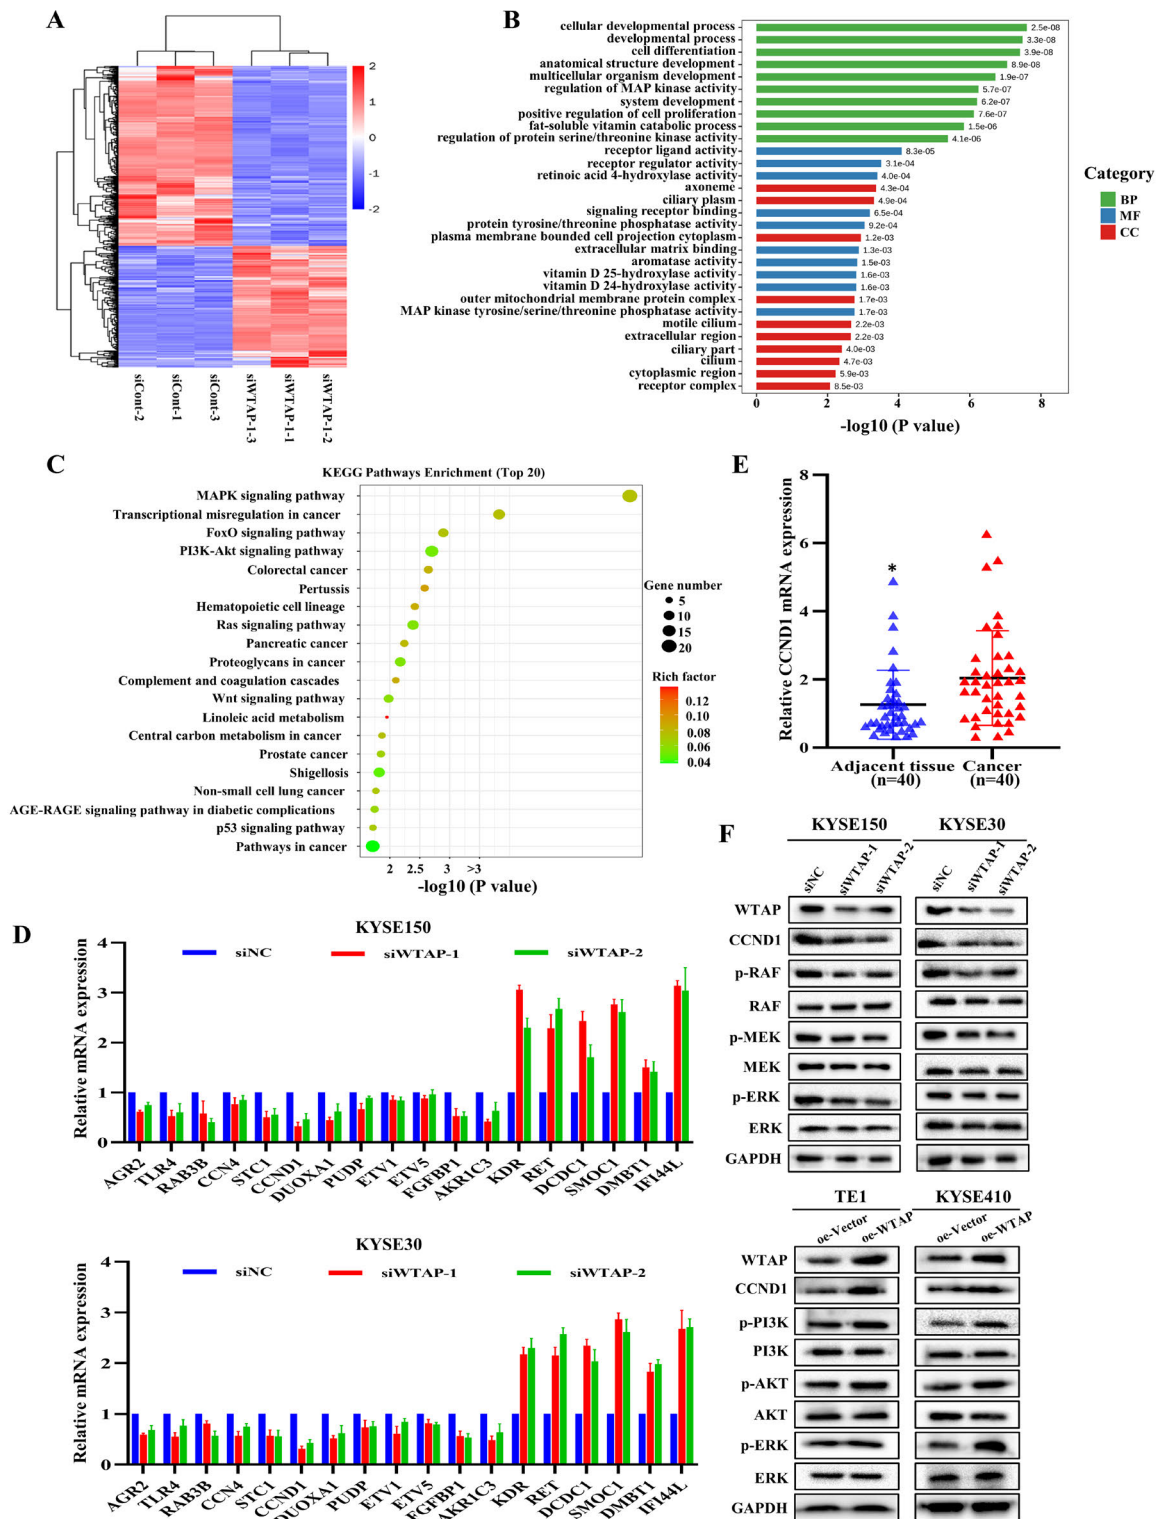 A
2
1
0
-1
-2
siCont-2
siCont-1
siCont-3
siWTAP-1-3
siWTAP-1-1
siWTAP-1-2
B
cellular developmental process 2.5e-08
developmental process 3.3e-08
cell differentiation 3.9e-08
anatomical structure development 8.9e-08
multicellular organism development 1.9e-07
regulation of MAP kinase activity 5.7e-07
system development 6.2e-07
positive regulation of cell proliferation 7.6e-07
fat-soluble vitamin catabolic process 1.5e-06
regulation of protein serine/threonine kinase activity 4.1e-06
receptor ligand activity 8.3e-05
receptor regulator activity 3.1e-04
retinoic acid 4-hydroxylase activity 4.0e-04
axoneme 4.3e-04
ciliary plasm 4.9e-04
signaling receptor binding 6.5e-04
protein tyrosine/threonine phosphatase activity 9.2e-04
plasma membrane bounded cell projection cytoplasm 1.2e-03
extracellular matrix binding 1.3e-03
aromatase activity 1.5e-03
vitamin D 25-hydroxylase activity 1.6e-03
vitamin D 24-hydroxylase activity 1.6e-03
outer mitochondrial membrane protein complex 1.7e-03
MAP kinase tyrosine/serine/threonine phosphatase activity 1.7e-03
motile cilium 2.2e-03
extracellular region 2.2e-03
ciliary part 4.0e-03
cilium 4.7e-03
cytoplasmic region 5.9e-03
receptor complex 8.5e-03
0 2 4 6 8
-log10 (P value)
Category
BP
MF
CC
C
KEGG Pathways Enrichment (Top 20)
MAPK signaling pathway
Transcriptional misregulation in cancer
FoxO signaling pathway
PI3K-Akt signaling pathway
Colorectal cancer
Pertussis
Hematopoietic cell lineage
Ras signaling pathway
Pancreatic cancer
Proteoglycans in cancer
Complement and coagulation cascades
Wnt signaling pathway
Linoleic acid metabolism
Central carbon metabolism in cancer
Prostate cancer
Shigellosis
Non-small cell lung cancer
AGE-RAGE signaling pathway in diabetic complications
p53 signaling pathway
Pathways in cancer
2 2.5 3 >3
-log10 (P value)
Gene number
5
10
15
20
Rich factor
0.12
0.10
0.08
0.06
0.04
E
Relative CCND1 mRNA expression
8
6
4
2
0
*
Adjacent tissue Cancer
(n=40) (n=40)
D
KYSE150
siNC siWTAP-1 siWTAP-2
Relative mRNA expression
4
3
2
1
0
AGR2 TLR4 RAB3B CCN4 STC1 CCND1 DUOXA1 PUDP ETV1 ETV5 FGFBP1 AKR1C3 KDR RET DCDC1 SMOC1 DMBT1 IFI44L
KYSE30
siNC siWTAP-1 siWTAP-2
Relative mRNA expression
4
3
2
1
0
AGR2 TLR4 RAB3B CCN4 STC1 CCND1 DUOXA1 PUDP ETV1 ETV5 FGFBP1 AKR1C3 KDR RET DCDC1 SMOC1 DMBT1 IFI44L
F
KYSE150 KYSE30
siNC siWTAP-1 siWTAP-2 siNC siWTAP-1 siWTAP-2
WTAP
CCND1
p-RAF
RAF
p-MEK
MEK
p-ERK
ERK
GAPDH
TE1 KYSE410
oe-Vector oe-WTAP oe-Vector oe-WTAP
WTAP
CCND1
p-PI3K
PI3K
p-AKT
AKT
p-ERK
ERK
GAPDH